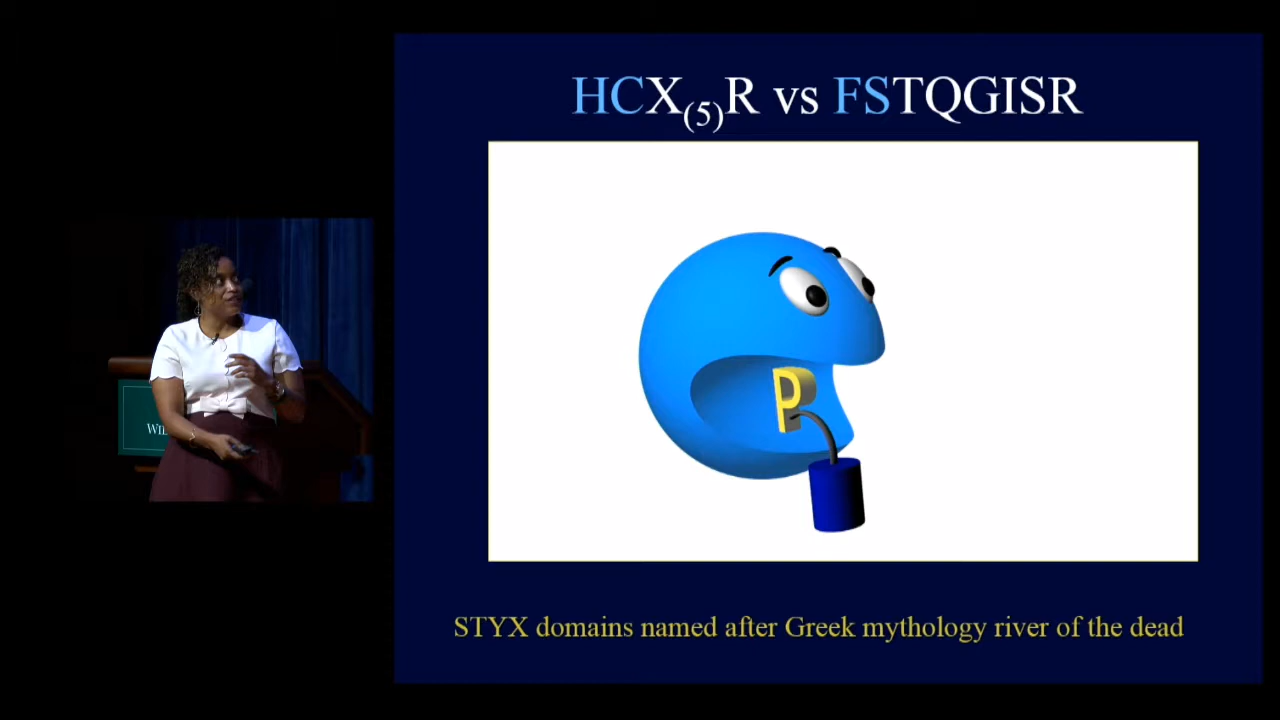 HCX(5)R vs FSTQGISR
P
STYX domains named after Greek mythology river of the dead